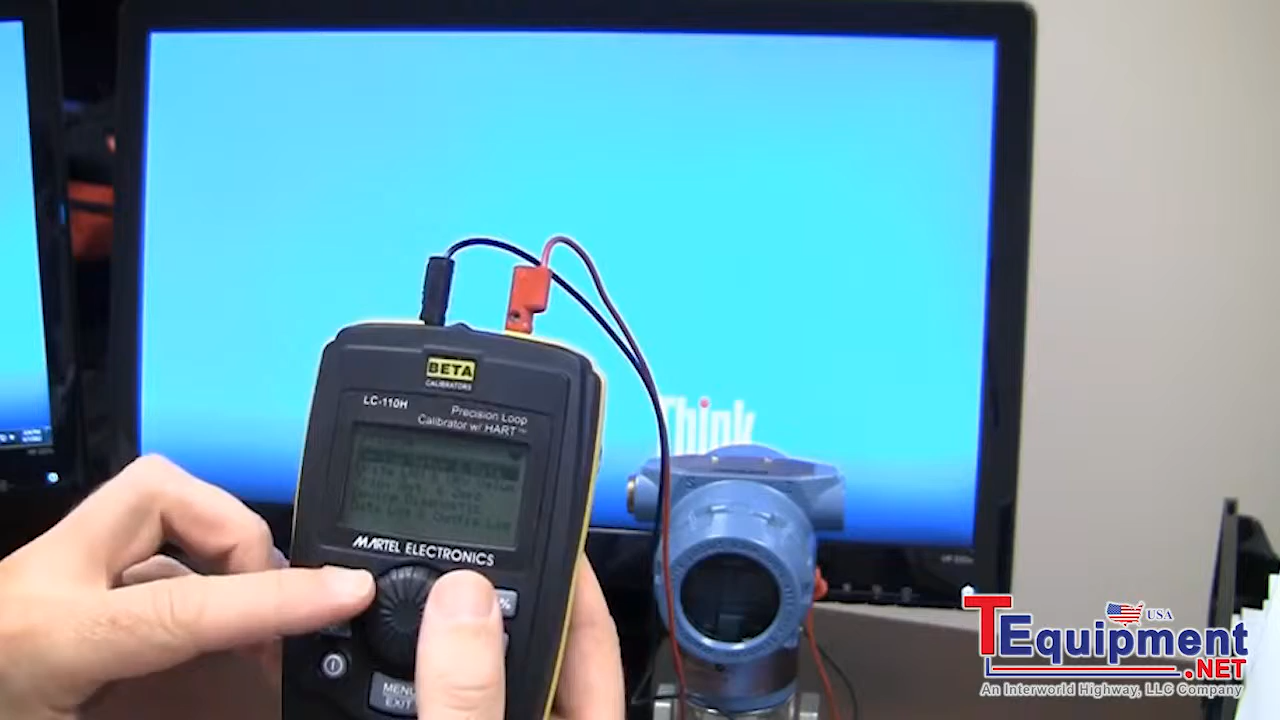 BETA
CALIBRATORS
LC-110H
Precision Loop
Calibrator w/ HART™
MARTEL ELECTRONICS
%
MENU
EXIT
Think
TEquipment
USA
.NET
An Interworld Highway, LLC Company